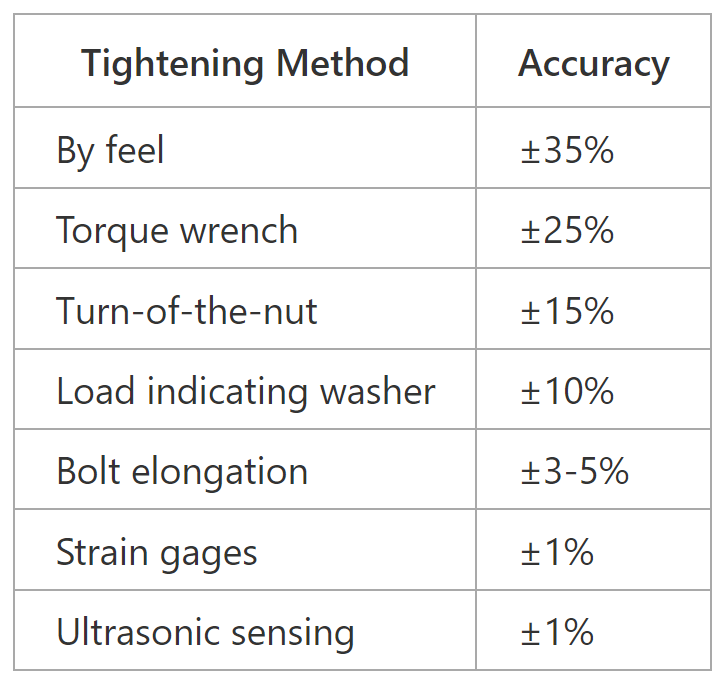 Tightening Method Accuracy
By feel ±35%
Torque wrench ±25%
Turn-of-the-nut ±15%
Load indicating washer ±10%
Bolt elongation ±3-5%
Strain gages ±1%
Ultrasonic sensing ±1%